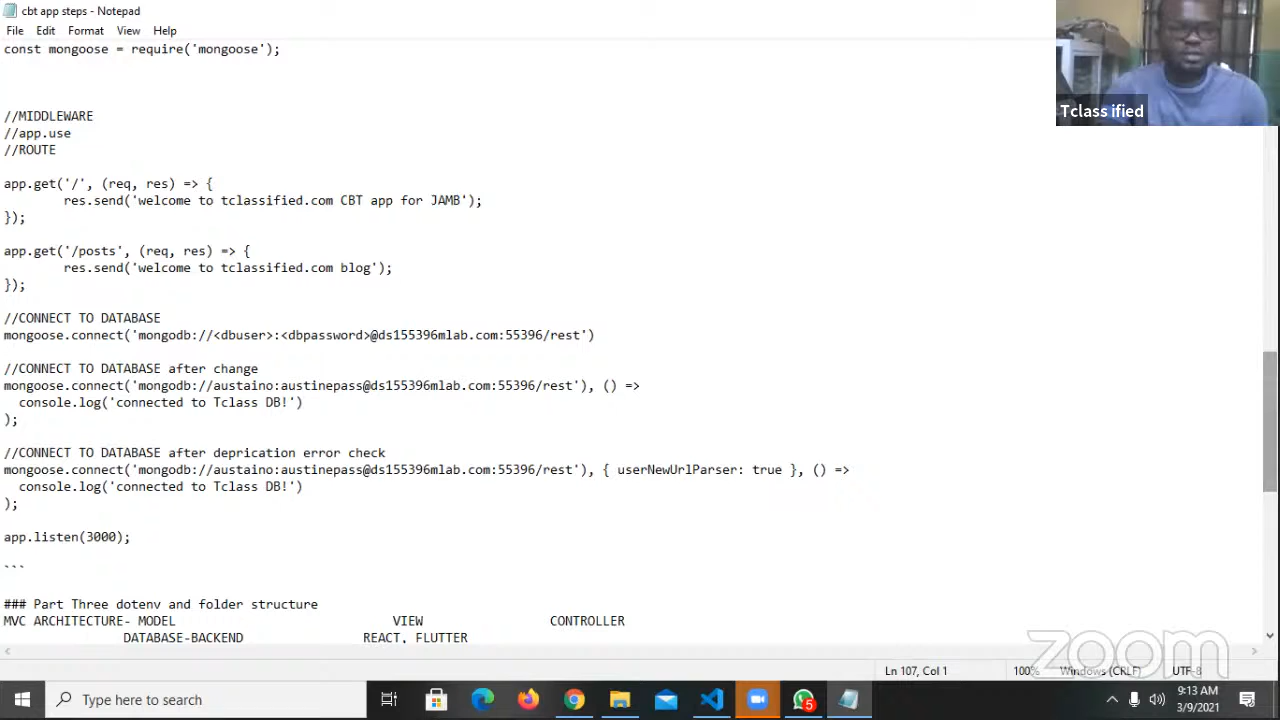 cbt app steps - Notepad
File Edit Format View Help
const mongoose = require('mongoose');
//MIDDLEWARE
//app.use
//ROUTE
app.get('/', (req, res) => {
res.send('welcome to tclassified.com CBT app for JAMB');
});
app.get('/posts', (req, res) => {
res.send('welcome to tclassified.com blog');
});
//CONNECT TO DATABASE
mongoose.connect('mongodb://<dbuser>:<dbpassword>@ds155396mlab.com:55396/rest')
//CONNECT TO DATABASE after change
mongoose.connect('mongodb://austaino:austinepass@ds155396mlab.com:55396/rest'), () =>
console.log('connected to Tclass DB!')
);
//CONNECT TO DATABASE after deprication error check
mongoose.connect('mongodb://austaino:austinepass@ds155396mlab.com:55396/rest'), { userNewUrlParser: true }, () =>
console.log('connected to Tclass DB!')
);
app.listen(3000);
```
### Part Three dotenv and folder structure
MVC ARCHITECTURE- MODEL VIEW CONTROLLER
DATABASE-BACKEND REACT, FLUTTER
Tclass ified
zoom
Ln 107, Col 1 100% Windows (CRLF) UTF-8
Type here to search
5
9:13 AM
3/9/2021